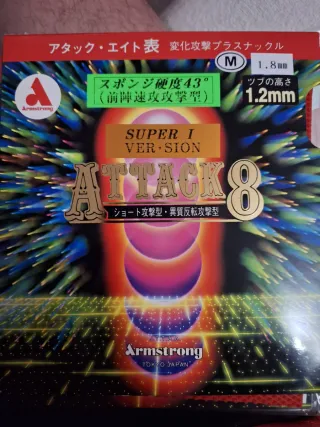 アタック・エイト表 変化攻撃プラスナックル
M 1.8mm
スポンジ硬度43°
(前陣速攻攻撃型)
ツブの高さ
1.2mm
Armstrong
SUPER I
VER・SION
ATTACK 8
ショート攻撃型・異質反転攻撃型
Armstrong
TOKYO JAPAN